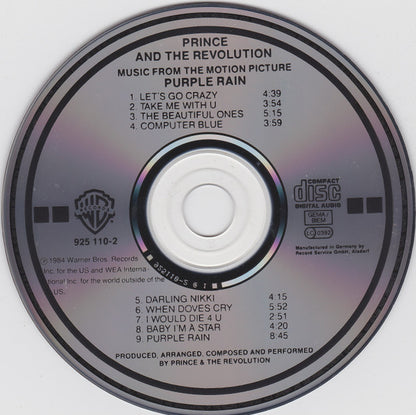 PRINCE
AND THE REVOLUTION
MUSIC FROM THE MOTION PICTURE
PURPLE RAIN
1. LET'S GO CRAZY 4:39
2. TAKE ME WITH U 3:54
3. THE BEAUTIFUL ONES 5:15
4. COMPUTER BLUE 3:59
RECORDS
925 110-2
COMPACT
disc
DIGITAL AUDIO
GEMA/
BIEM
LC 0392
Manufactured in Germany by
Record Service GmbH, Alsdorf
℗ 1984 Warner Bros. Records
Inc. for the US and WEA Interna-
tional Inc. for the world outside of the
US.
5. DARLING NIKKI 4:15
6. WHEN DOVES CRY 5:52
7. I WOULD DIE 4 U 2:51
8. BABY I'M A STAR 4:20
9. PURPLE RAIN 8:45
PRODUCED, ARRANGED, COMPOSED AND PERFORMED
BY PRINCE & THE REVOLUTION